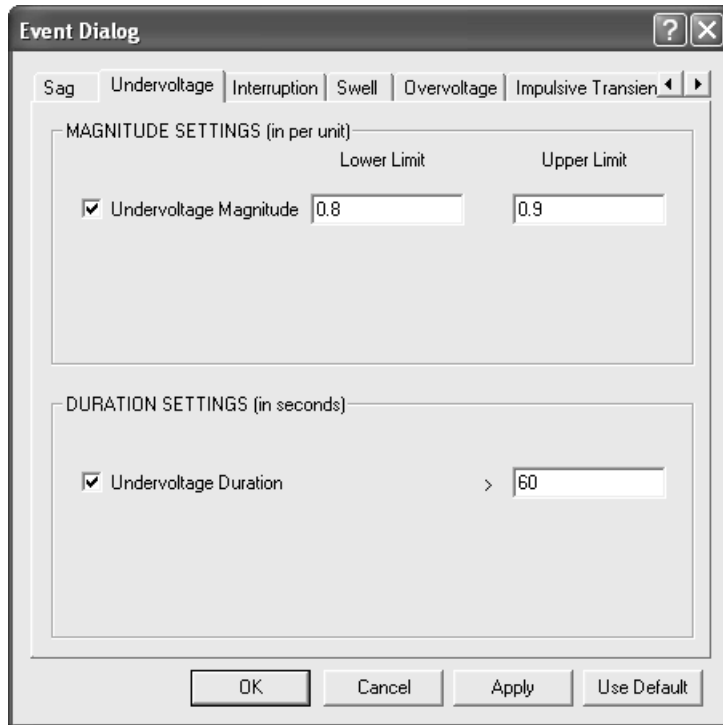 Event Dialog
Sag Undervoltage Interruption Swell Overvoltage Impulsive Transien
MAGNITUDE SETTINGS (in per unit)
Lower Limit Upper Limit
Undervoltage Magnitude 0.8 0.9
DURATION SETTINGS (in seconds)
Undervoltage Duration > 60
OK Cancel Apply Use Default